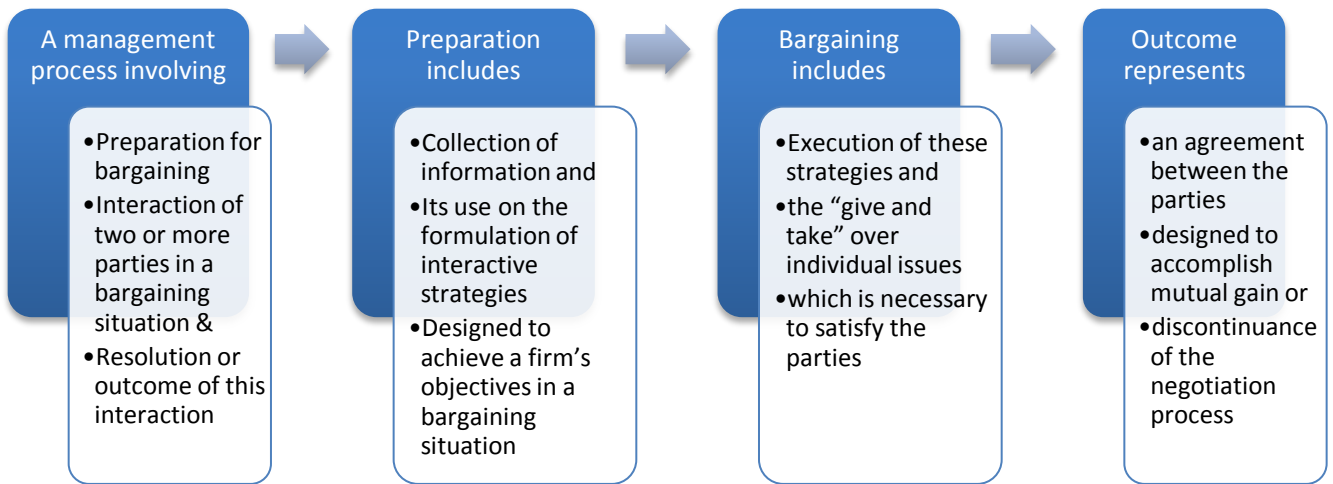 A management
process involving
•Preparation for
bargaining
•Interaction of
two or more
parties in a
bargaining
situation &
•Resolution or
outcome of this
interaction
Preparation
includes
•Collection of
information and
•Its use on the
formulation of
interactive
strategies
•Designed to
achieve a firm’s
objectives in a
bargaining
situation
Bargaining
includes
•Execution of these
strategies and
•the “give and
take” over
individual issues
•which is necessary
to satisfy the
parties
Outcome
represents
•an agreement
between the
parties
•designed to
accomplish
mutual gain or
•discontinuance
of the
negotiation
process